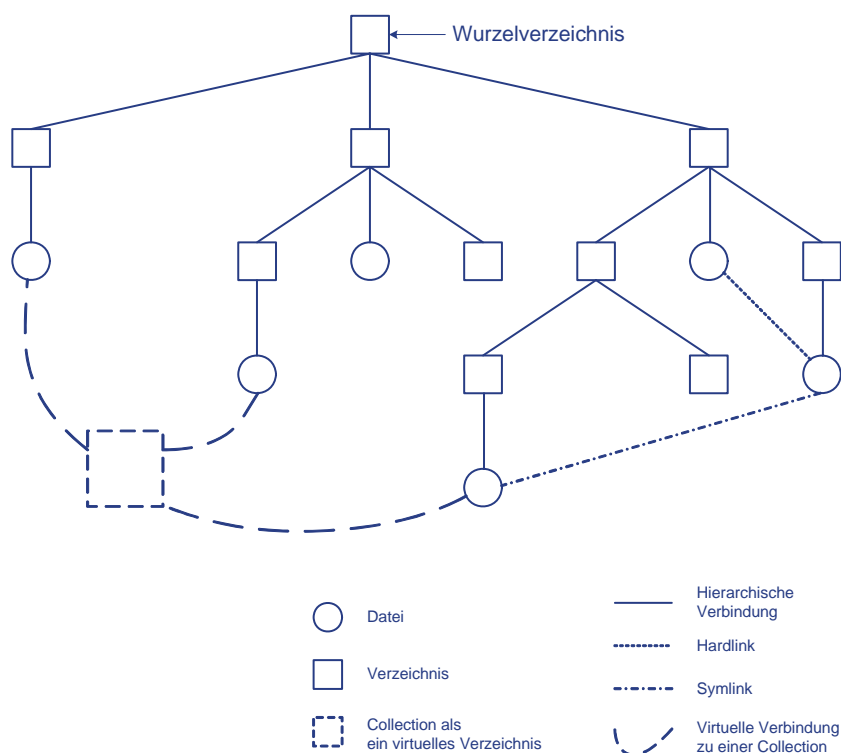 Wurzelverzeichnis
Datei
Verzeichnis
Collection als
ein virtuelles Verzeichnis
Hierarchische
Verbindung
Hardlink
Symlink
Virtuelle Verbindung
zu einer Collection